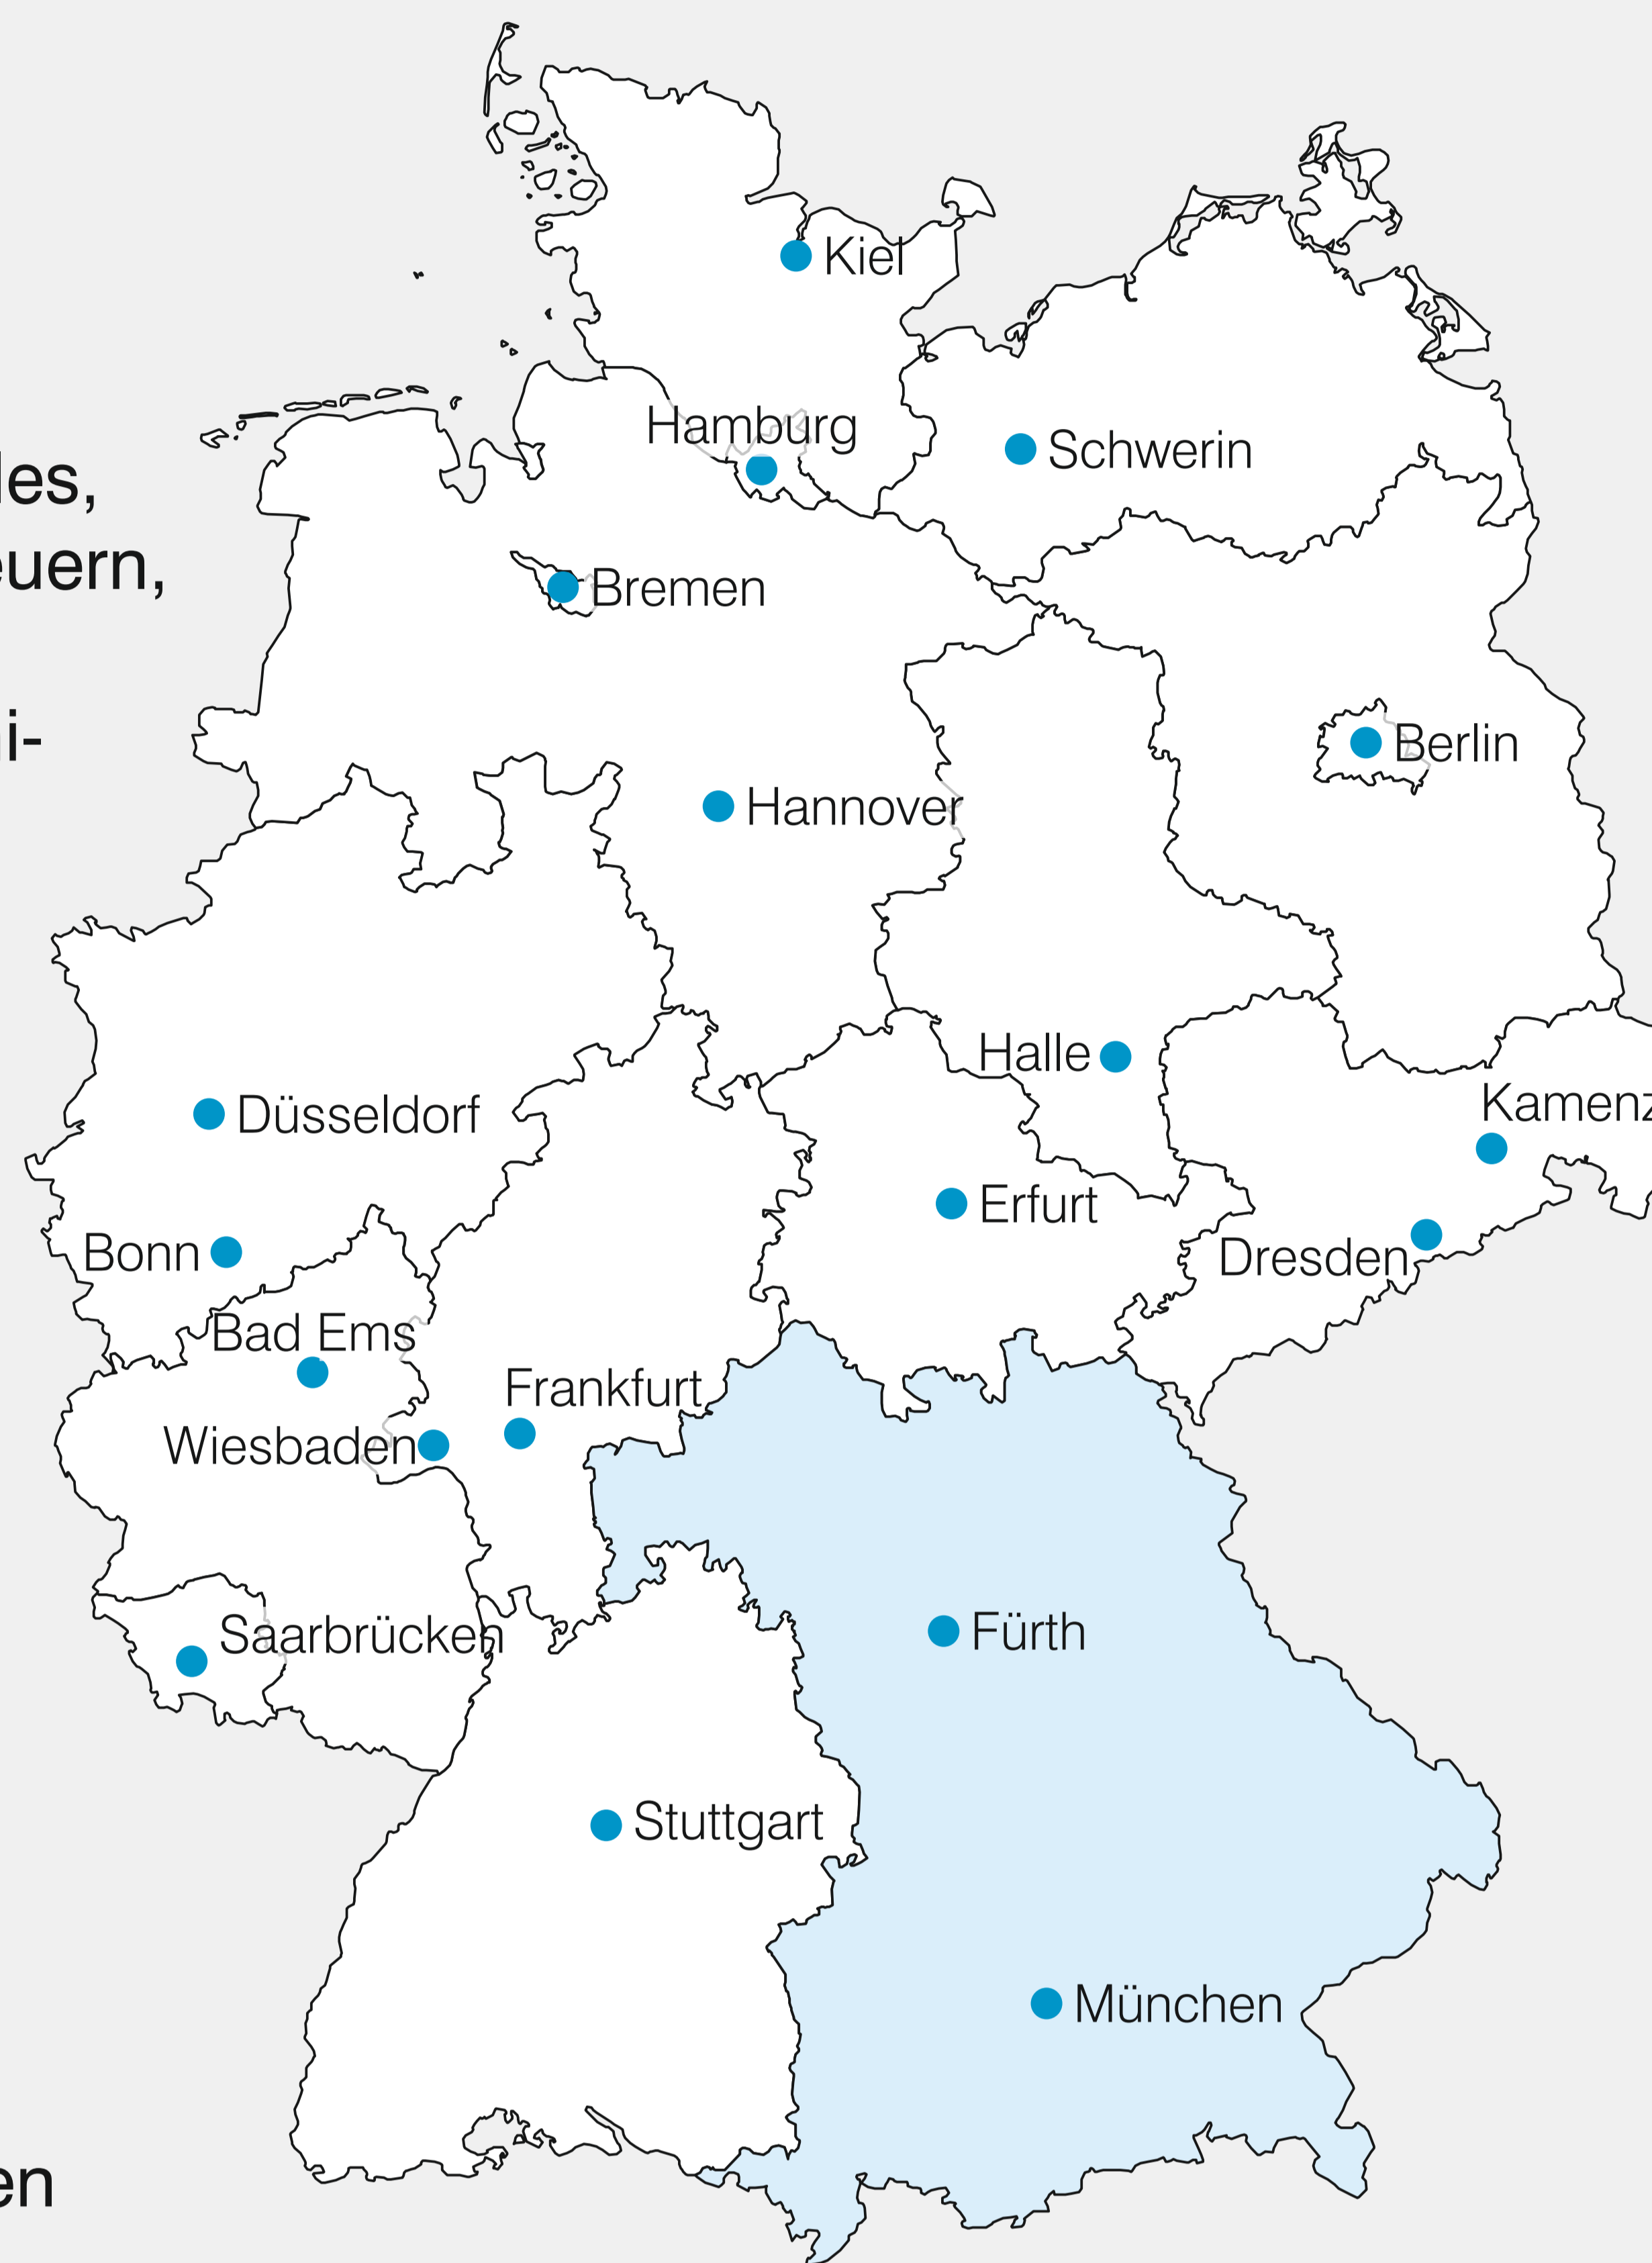 Kiel
Hamburg
Schwerin
Bremen
Berlin
Hannover
Halle
Kamenz
Düsseldorf
Erfurt
Bonn
Dresden
Bad Ems
Frankfurt
Wiesbaden
Saarbrücken
Fürth
Stuttgart
München